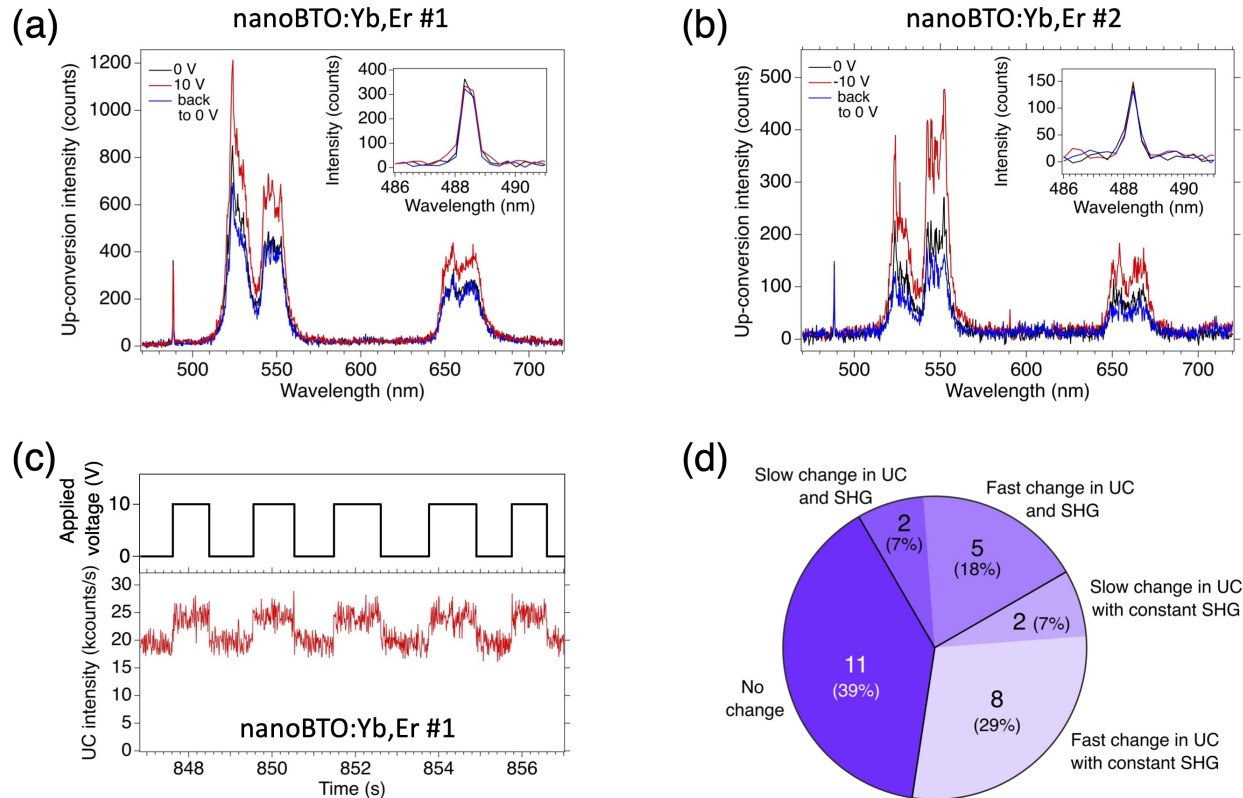 (a)
nanoBTO:Yb,Er #1
Up-conversion intensity (counts)
1200
1000
800
600
400
200
0
0 V
10 V
back
to 0 V
Intensity (counts)
400
300
200
100
0
486
488
490
Wavelength (nm)
500
550
600
650
700
Wavelength (nm)
(b)
nanoBTO:Yb,Er #2
Up-conversion intensity (counts)
500
400
300
200
100
0
0 V
-10 V
back
to 0 V
Intensity (counts)
150
100
50
0
486
488
490
Wavelength (nm)
500
550
600
650
700
Wavelength (nm)
(c)
Applied
voltage (V)
10
0
UC intensity (kcounts/s)
30
25
20
15
10
5
0
nanoBTO:Yb,Er #1
848
850
852
854
856
Time (s)
(d)
Slow change in UC
and SHG
2
(7%)
Fast change in UC
and SHG
5
(18%)
Slow change in UC
with constant SHG
2 (7%)
11
(39%)
No
change
8
(29%)
Fast change in UC
with constant SHG